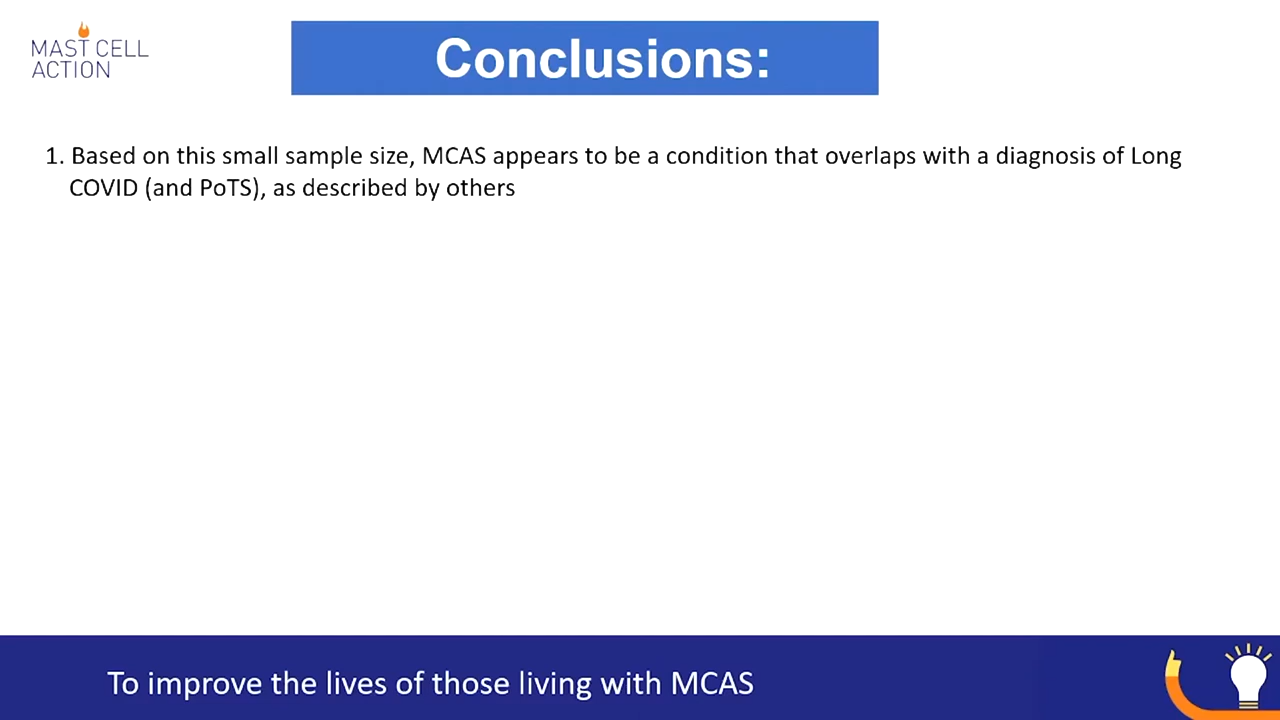 MAST CELL
ACTION
Conclusions:
1. Based on this small sample size, MCAS appears to be a condition that overlaps with a diagnosis of Long
COVID (and PoTS), as described by others
To improve the lives of those living with MCAS